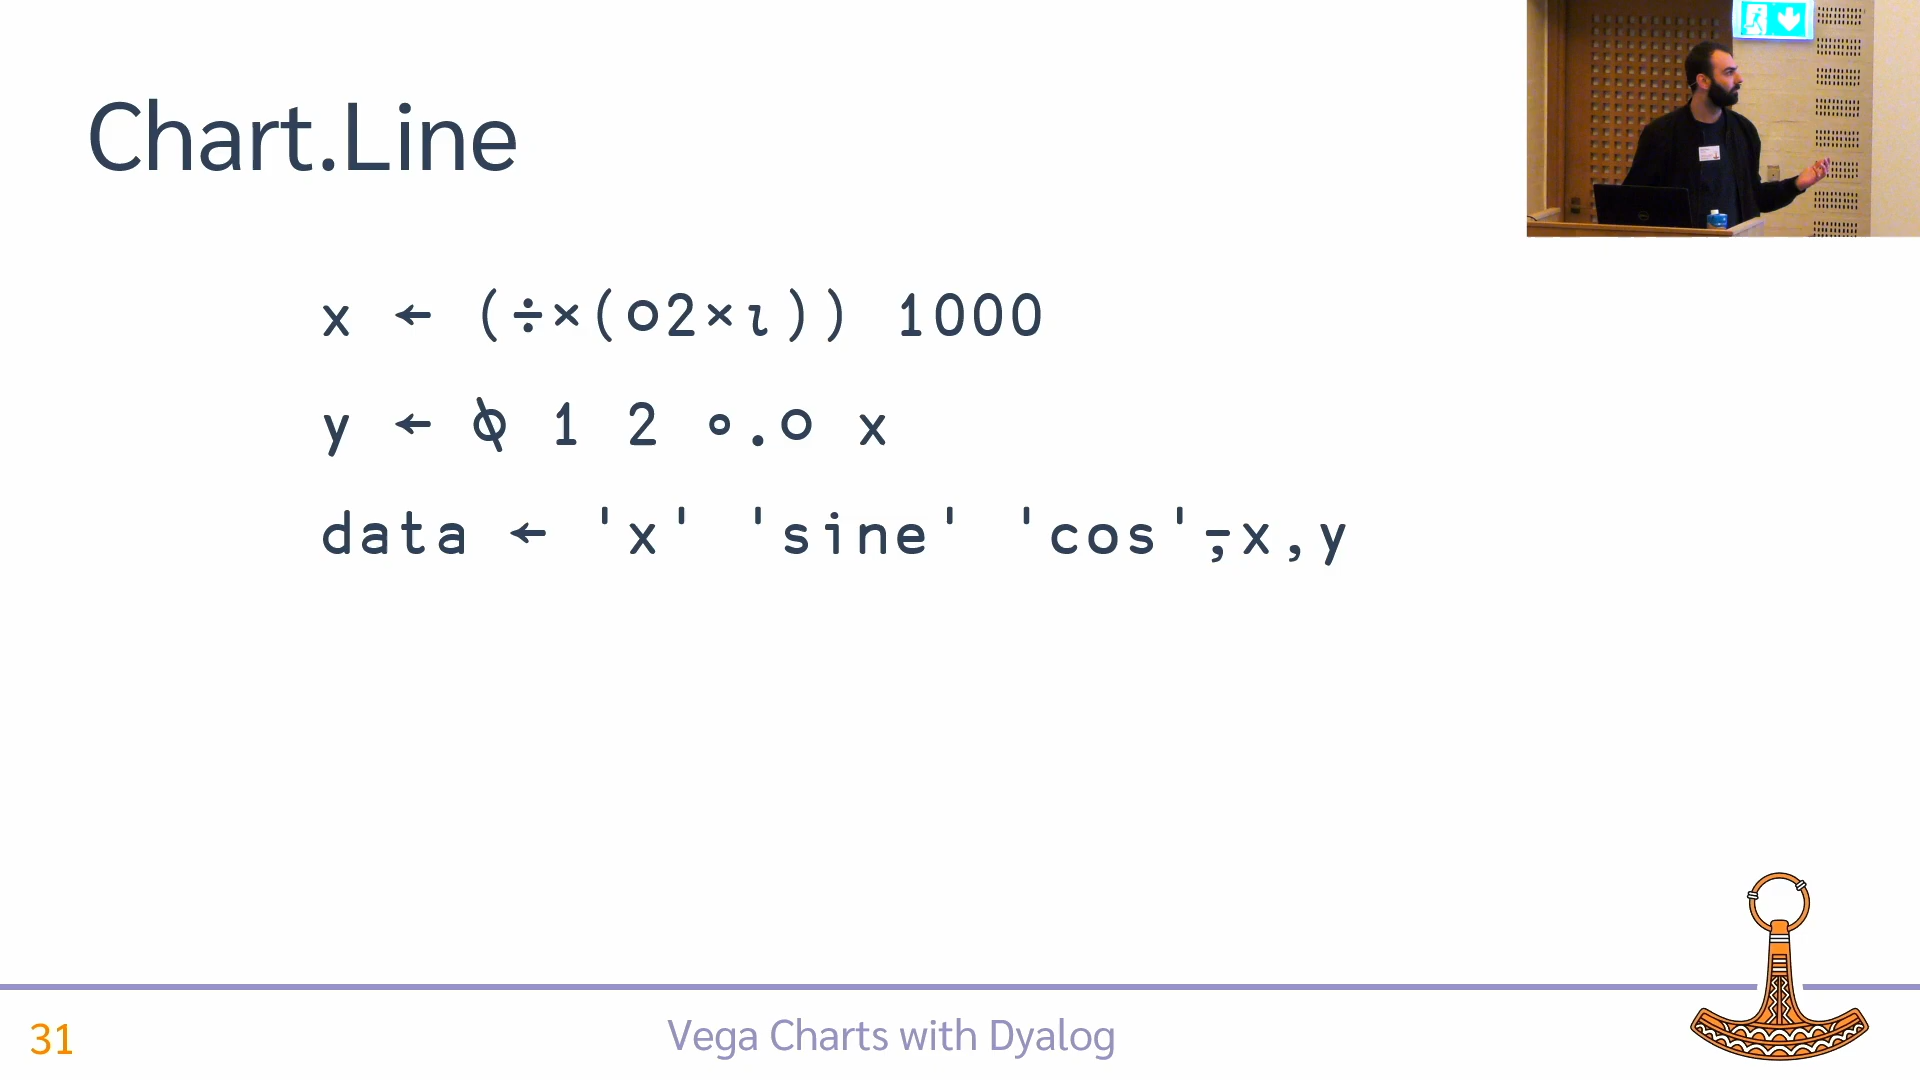 Chart.Line
x ← (÷×(○2×⍳)) 1000
y ← ⍉ 1 2 ∘.○ x
data ← 'x' 'sine' 'cos'⍪x,y
31
Vega Charts with Dyalog